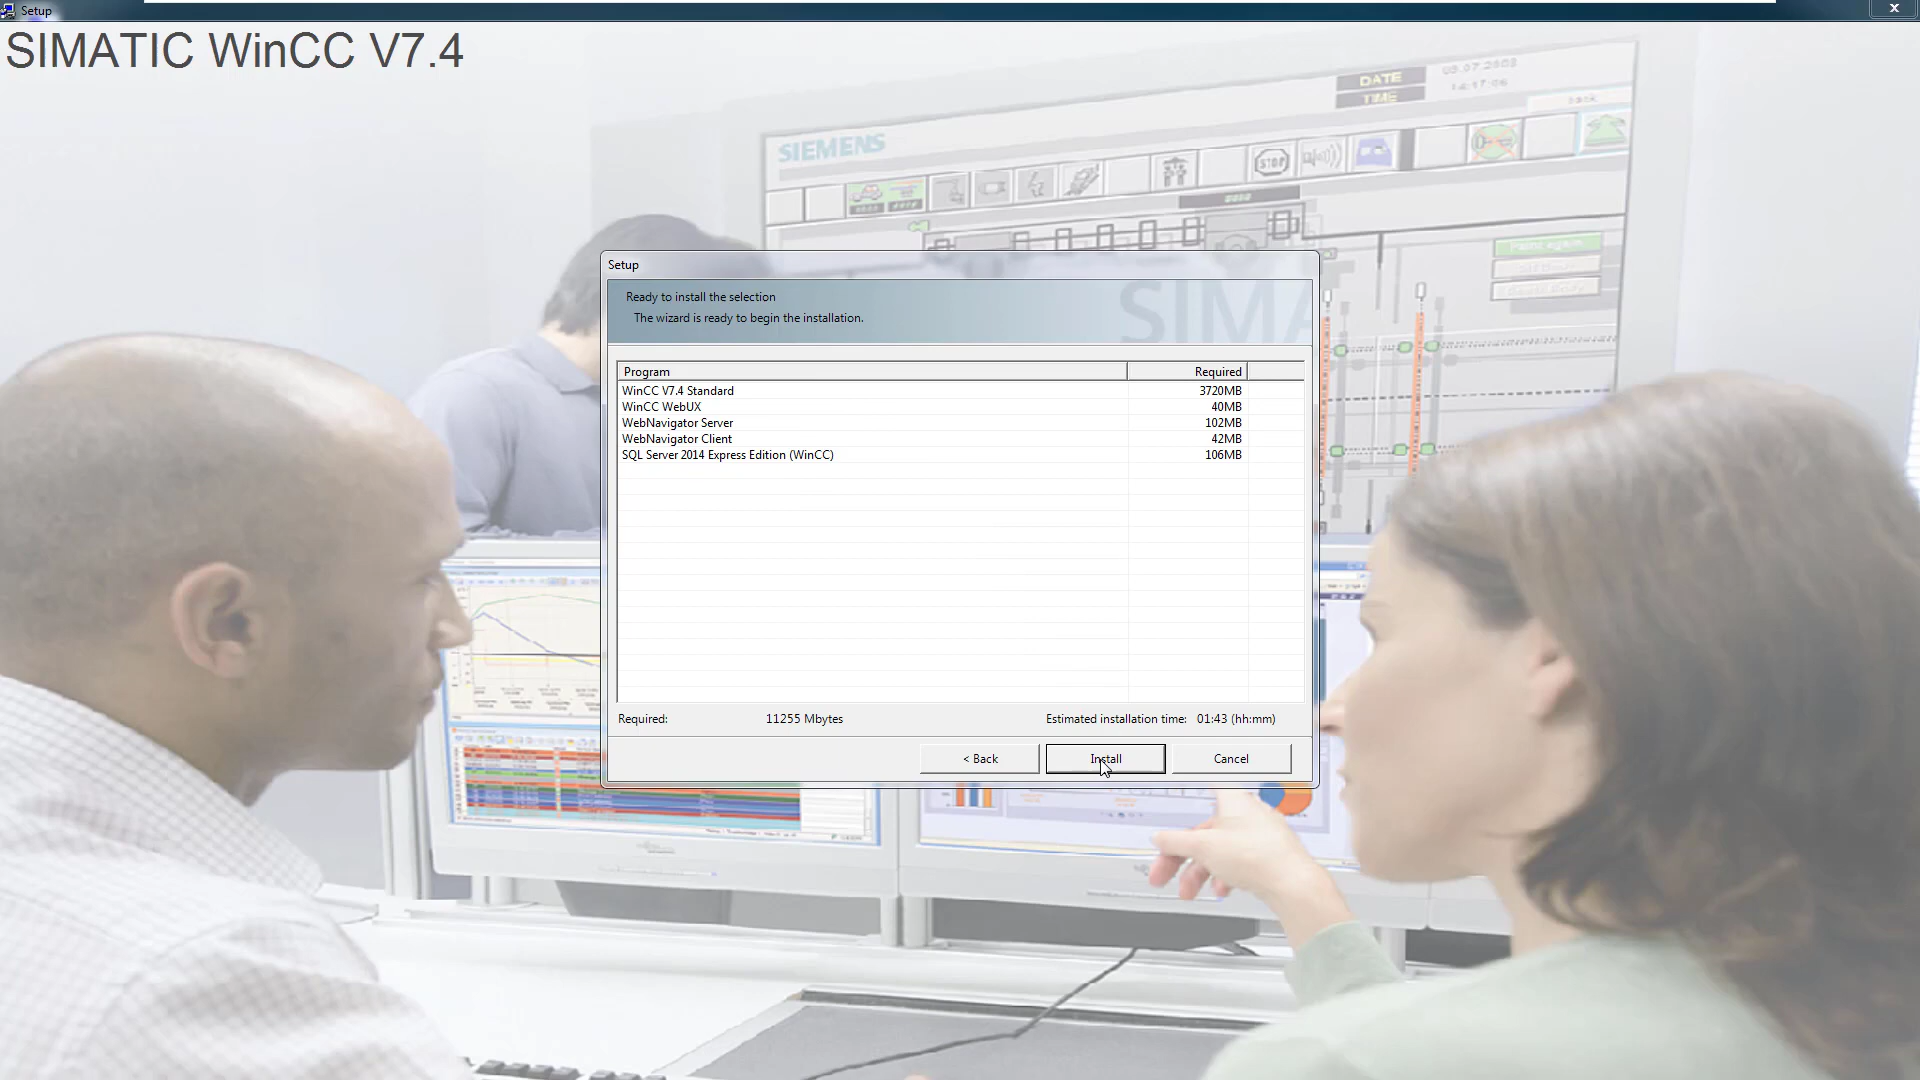 Setup
SIMATIC WinCC V7.4
DATE
TIME
SIEMENS
STOP
Setup
Ready to install the selection
The wizard is ready to begin the installation.
SIMA
Program Required
WinCC V7.4 Standard 3720MB
WinCC WebUX 40MB
WebNavigator Server 102MB
WebNavigator Client 42MB
SQL Server 2014 Express Edition (WinCC) 106MB
Required: 11255 Mbytes Estimated installation time: 01:43 (hh:mm)
< Back Install Cancel